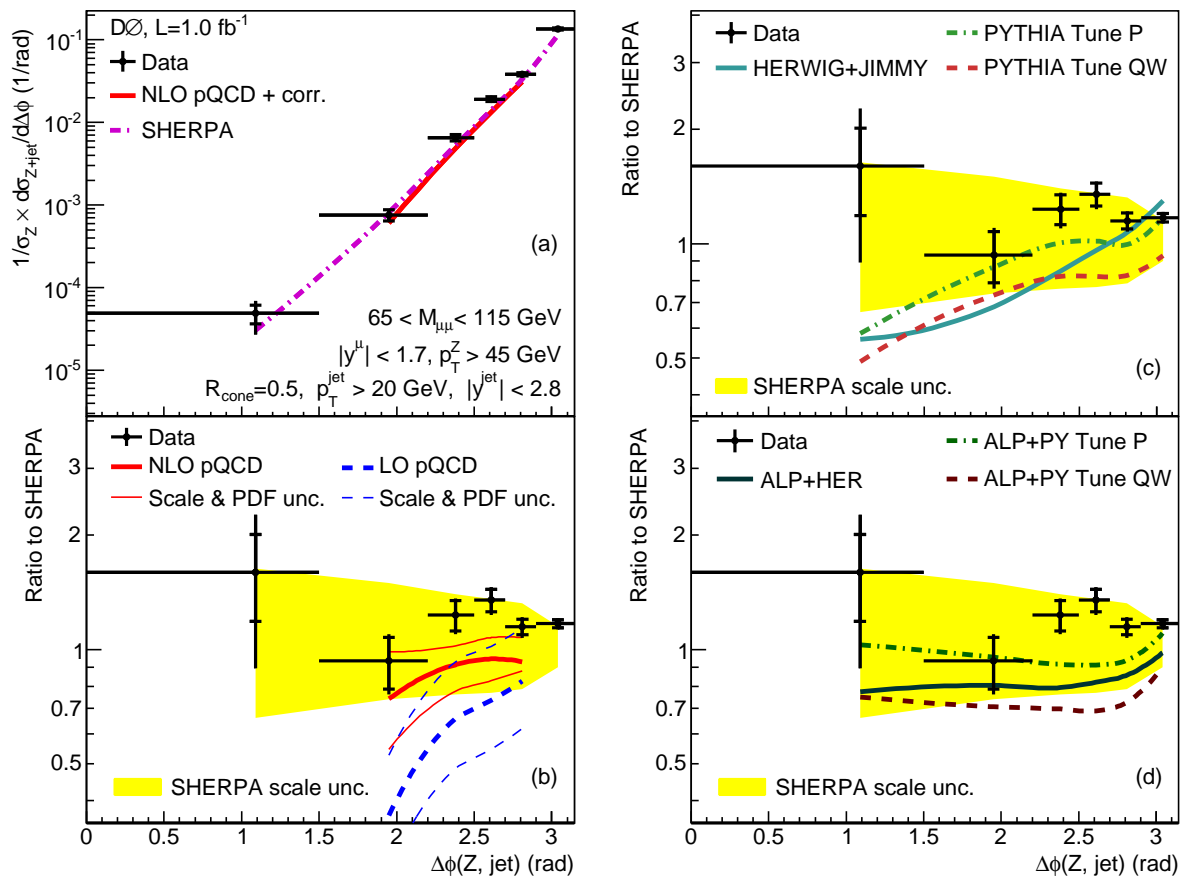 DØ, L=1.0 fb⁻¹
Data
NLO pQCD + corr.
SHERPA
(a)
65 < M_μμ < 115 GeV
|y^μ| < 1.7, p_T^Z > 45 GeV
R_cone=0.5, p_T^jet > 20 GeV, |y^jet| < 2.8
1/σ_Z × dσ_Z+jet/dΔϕ (1/rad)
10⁻¹
10⁻²
10⁻³
10⁻⁴
10⁻⁵
Data
NLO pQCD
LO pQCD
Scale & PDF unc.
Scale & PDF unc.
SHERPA scale unc.
(b)
Ratio to SHERPA
3
2
1
0.7
0.5
0 0.5 1 1.5 2 2.5 3
Δϕ(Z, jet) (rad)
Data
PYTHIA Tune P
HERWIG+JIMMY
PYTHIA Tune QW
SHERPA scale unc.
(c)
Ratio to SHERPA
3
2
1
0.7
0.5
Data
ALP+PY Tune P
ALP+HER
ALP+PY Tune QW
SHERPA scale unc.
(d)
Ratio to SHERPA
3
2
1
0.7
0.5
0 0.5 1 1.5 2 2.5 3
Δϕ(Z, jet) (rad)